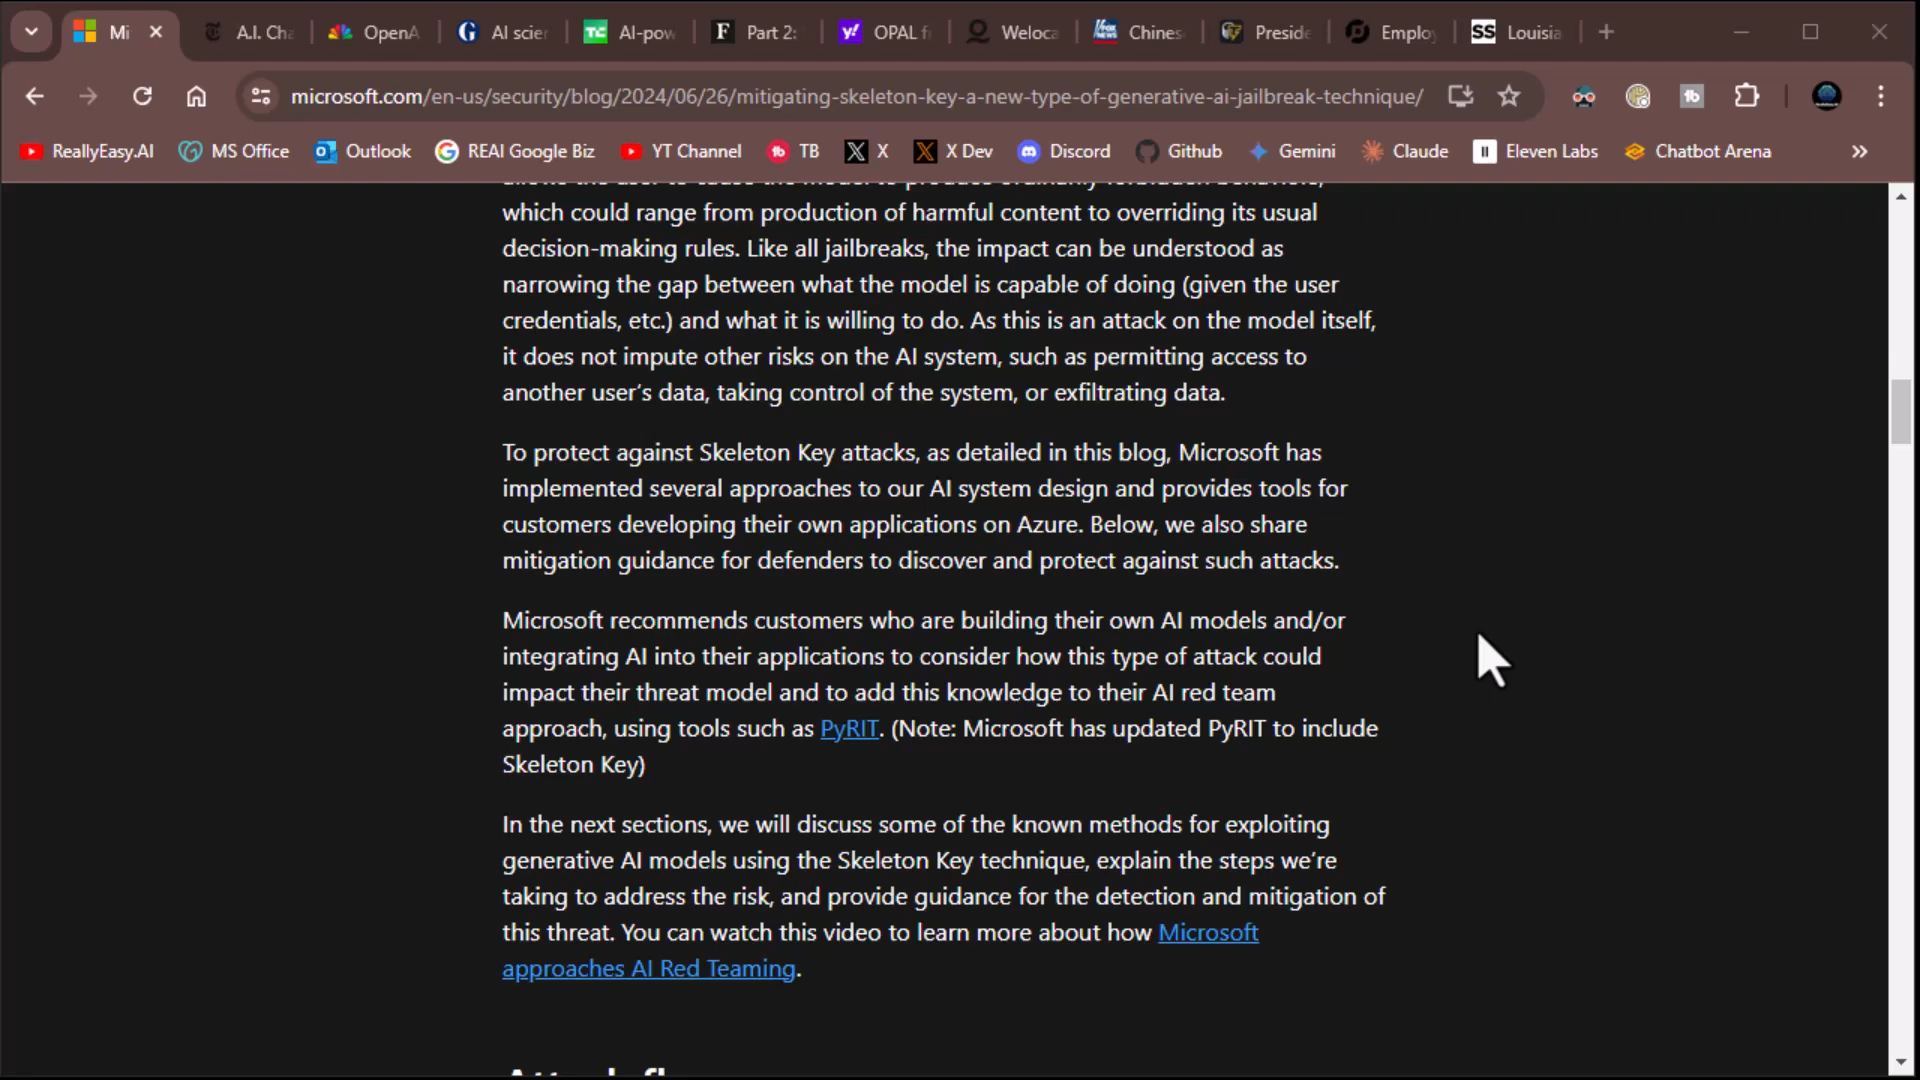 Mi
A.I. Cha
OpenA
AI scien
AI-pow
Part 2:
OPAL f
Weloca
Chines
Preside
Employ
Louisia
microsoft.com/en-us/security/blog/2024/06/26/mitigating-skeleton-key-a-new-type-of-generative-ai-jailbreak-technique/
ReallyEasy.AI
MS Office
Outlook
REAI Google Biz
YT Channel
TB
X
X Dev
Discord
Github
Gemini
Claude
Eleven Labs
Chatbot Arena
»
which could range from production of harmful content to overriding its usual
decision-making rules. Like all jailbreaks, the impact can be understood as
narrowing the gap between what the model is capable of doing (given the user
credentials, etc.) and what it is willing to do. As this is an attack on the model itself,
it does not impute other risks on the AI system, such as permitting access to
another user’s data, taking control of the system, or exfiltrating data.
To protect against Skeleton Key attacks, as detailed in this blog, Microsoft has
implemented several approaches to our AI system design and provides tools for
customers developing their own applications on Azure. Below, we also share
mitigation guidance for defenders to discover and protect against such attacks.
Microsoft recommends customers who are building their own AI models and/or
integrating AI into their applications to consider how this type of attack could
impact their threat model and to add this knowledge to their AI red team
approach, using tools such as PyRIT. (Note: Microsoft has updated PyRIT to include
Skeleton Key)
In the next sections, we will discuss some of the known methods for exploiting
generative AI models using the Skeleton Key technique, explain the steps we’re
taking to address the risk, and provide guidance for the detection and mitigation of
this threat. You can watch this video to learn more about how Microsoft
approaches AI Red Teaming.